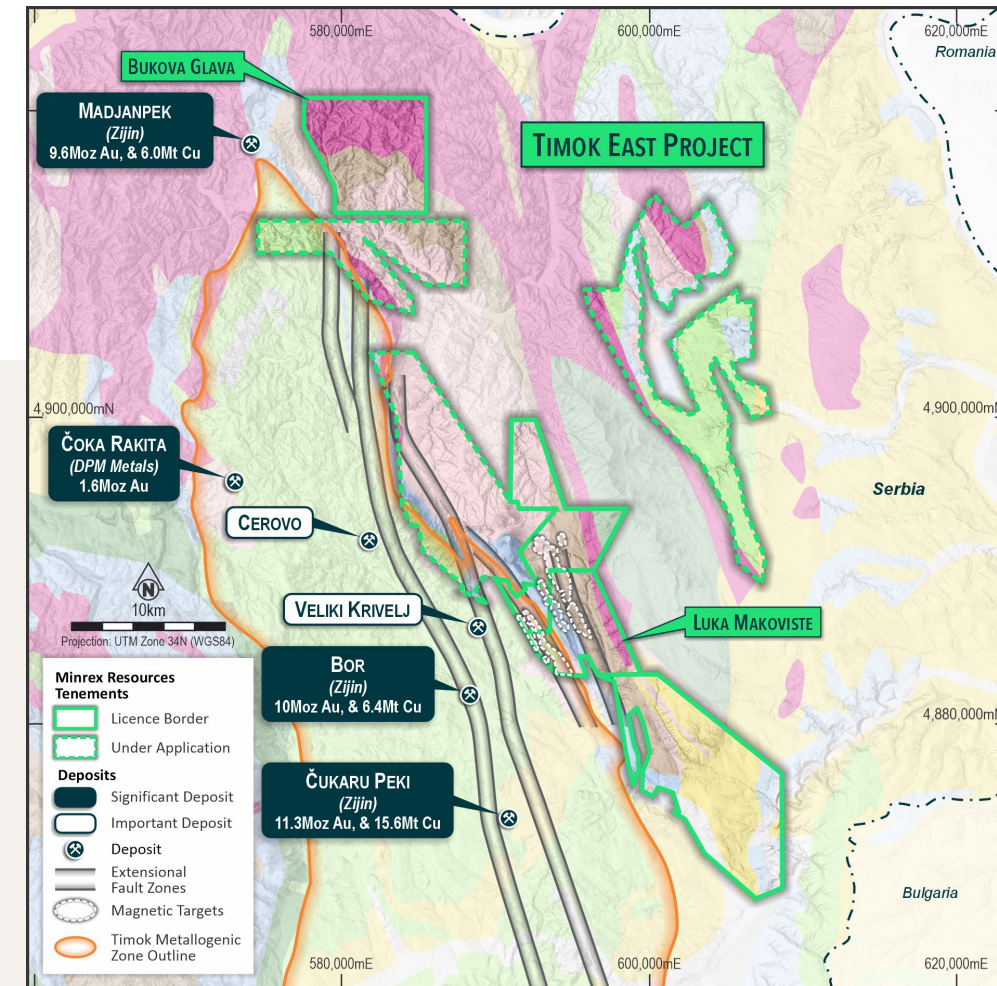 580,000mE
600,000mE
620,000mE
Romania
BUKOVA GLAVA
MADJANPEK
(Zijin)
9.6Moz Au, & 6.0Mt Cu
TIMOK EAST PROJECT
4,900,000mN
4,900,000mN
ČOKA RAKITA
(DPM Metals)
1.6Moz Au
Serbia
CEROVO
N
10km
Projection: UTM Zone 34N (WGS84)
VELIKI KRIVELJ
LUKA MAKOVISTE
BOR
(Zijin)
10Moz Au, & 6.4Mt Cu
4,880,000mN
ČUKARU PEKI
(Zijin)
11.3Moz Au, & 15.6Mt Cu
Minrex Resources
Tenements
Licence Border
Under Application
Deposits
Significant Deposit
Important Deposit
Deposit
Extensional
Fault Zones
Magnetic Targets
Timok Metallogenic
Zone Outline
Bulgaria
580,000mE
600,000mE
620,000mE